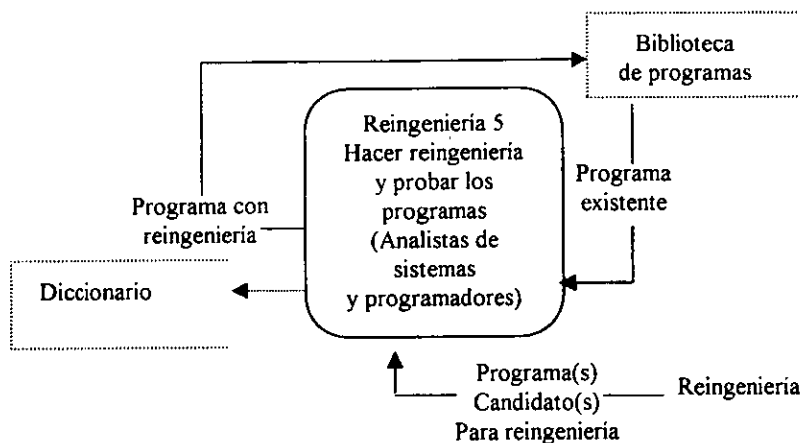 Biblioteca
de programas
Reingeniería 5
Hacer reingeniería
y probar los
programas
(Analistas de
sistemas
y programadores)
Programa con
reingeniería
Programa
existente
Diccionario
Programa(s)
Candidato(s)
Para reingeniería
Reingeniería